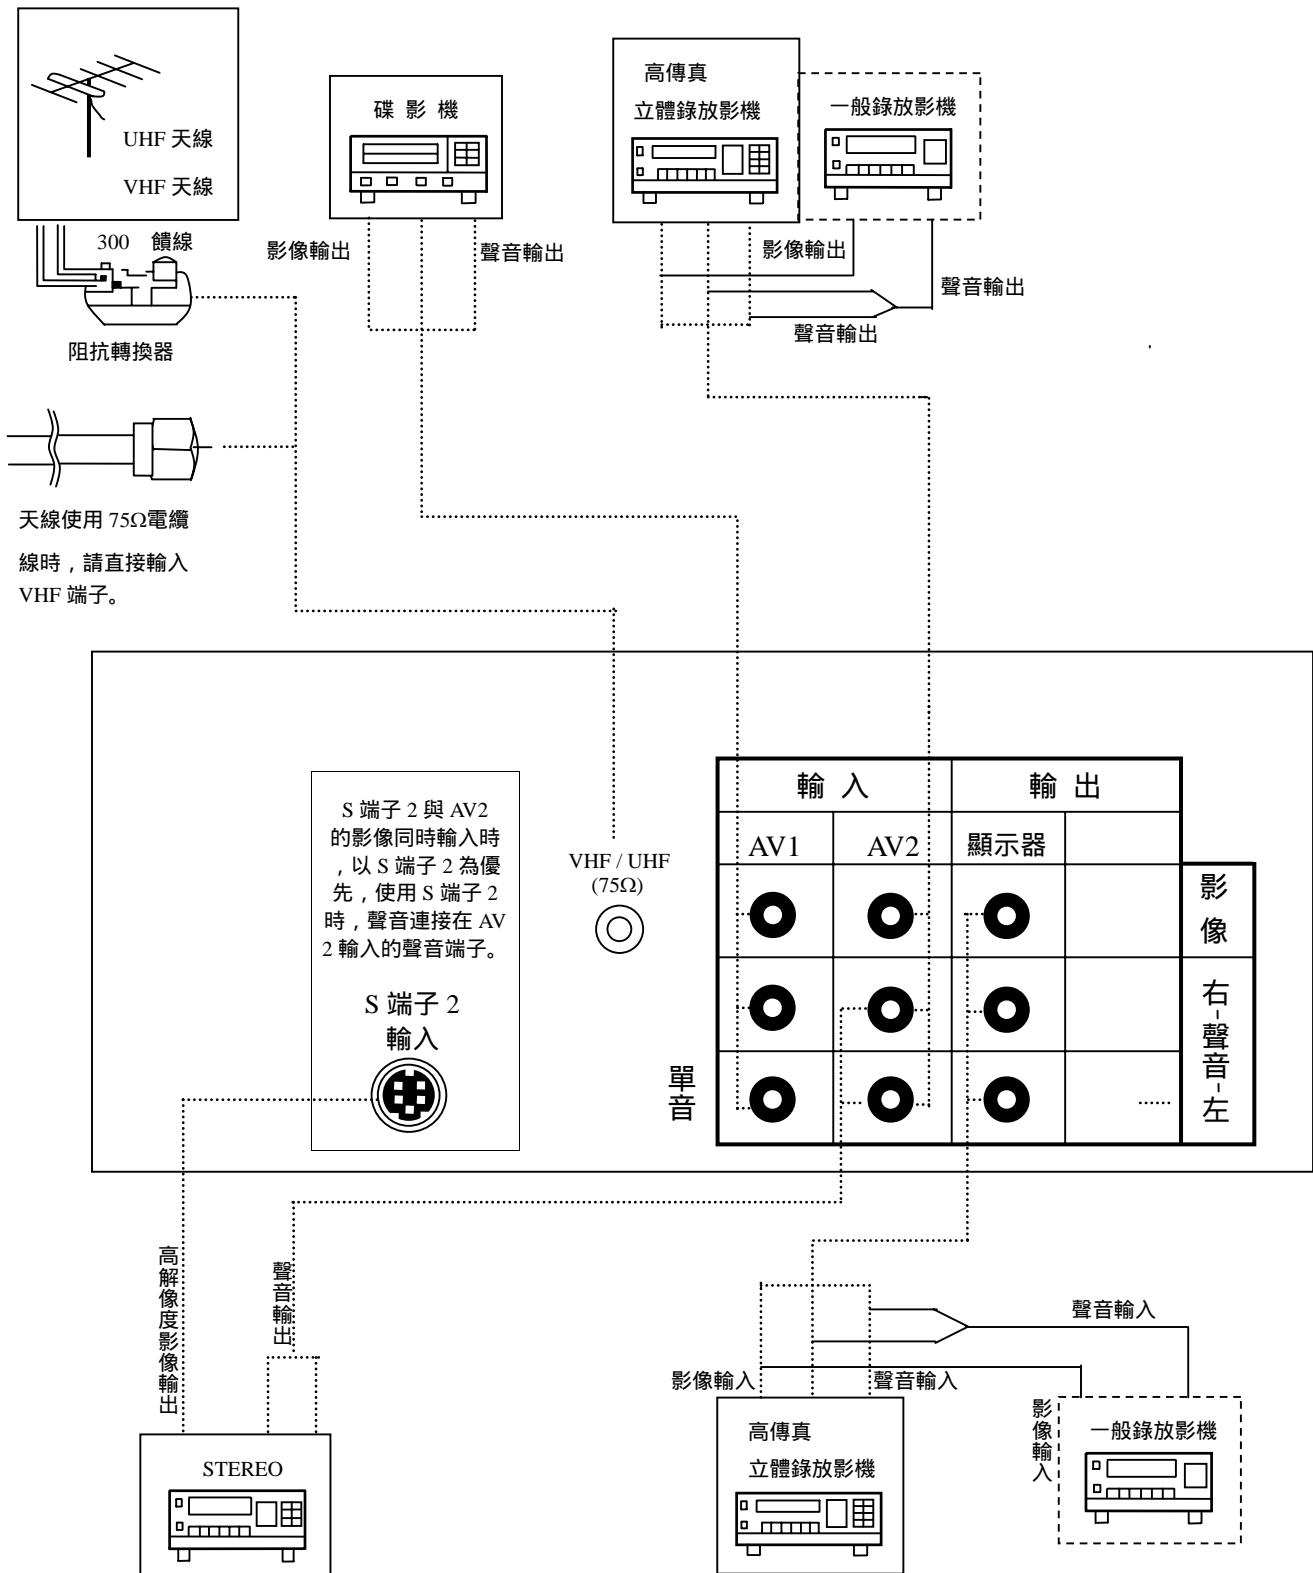 UHF 天線
VHF 天線
300 饋線
阻抗轉換器
天線使用 75Ω電纜
線時，請直接輸入
VHF 端子。
碟 影 機
影像輸出
聲音輸出
高傳真
立體錄放影機
一般錄放影機
影像輸出
聲音輸出
聲音輸出
S 端子 2 與 AV2
的影像同時輸入時
，以 S 端子 2 為優
先，使用 S 端子 2
時，聲音連接在 AV
2 輸入的聲音端子。
S 端子 2
輸入
VHF / UHF
(75Ω)
輸 入
輸 出
AV1
AV2
顯示器
影像
右-聲音-左
單音
......
高解像度影像輸出
聲音輸出
STEREO
聲音輸入
影像輸入
聲音輸入
高傳真
立體錄放影機
影像輸入
一般錄放影機